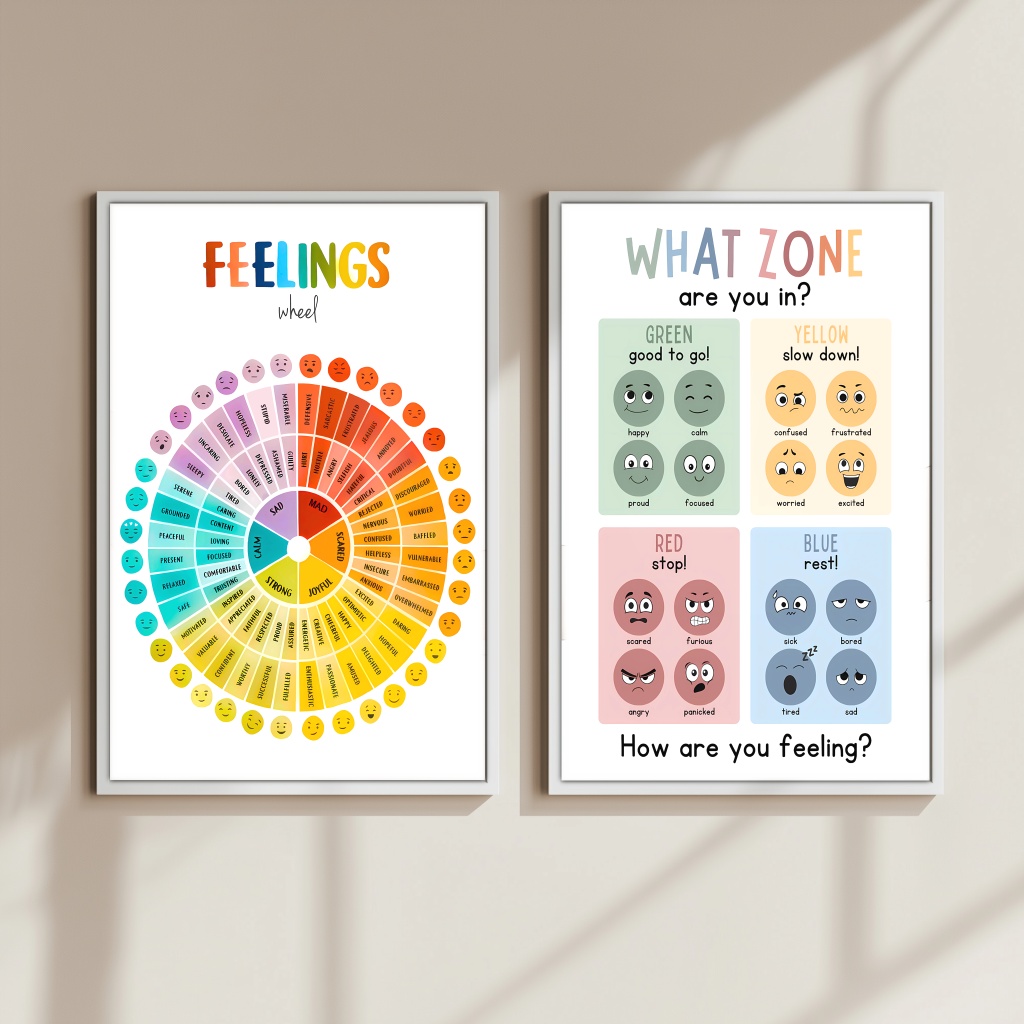 FEELINGS
wheel
SAD
MAD
SCARED
JOYFUL
STRONG
CALM
HURT
HOSTILE
ANGRY
SELFISH
HATEFUL
CRITICAL
REJECTED
NERVOUS
CONFUSED
HELPLESS
INSECURE
ANXIOUS
EXCITED
OPTIMISTIC
HAPPY
CHEERFUL
CREATIVE
ENERGETIC
ASSURED
PROUD
RESPECTED
FAITHFUL
APPRECIATED
INSPIRED
TRUSTING
COMFORTABLE
FOCUSED
LOVING
CONTENT
CARING
TIRED
BORED
LONELY
DEPRESSED
ASHAMED
GUILTY
DEFENSIVE
SARCASTIC
FRUSTRATED
JEALOUS
ANNOYED
DOUBTFUL
DISCOURAGED
WORRIED
BAFFLED
VULNERABLE
EMBARRASSED
OVERWHELMED
DARING
HOPEFUL
DELIGHTED
AMUSED
PASSIONATE
ENTHUSIASTIC
FULFILLED
SUCCESSFUL
WORTHY
CONFIDENT
VALUABLE
MOTIVATED
SAFE
RELAXED
PRESENT
PEACEFUL
GROUNDED
SERENE
SLEEPY
UNCARING
DESOLATE
HOPELESS
STUPID
MISERABLE
WHAT ZONE
are you in?
GREEN
good to go!
happy calm
proud focused
YELLOW
slow down!
confused frustrated
worried excited
RED
stop!
scared furious
angry panicked
BLUE
rest!
sick bored
zzz
tired sad
How are you feeling?